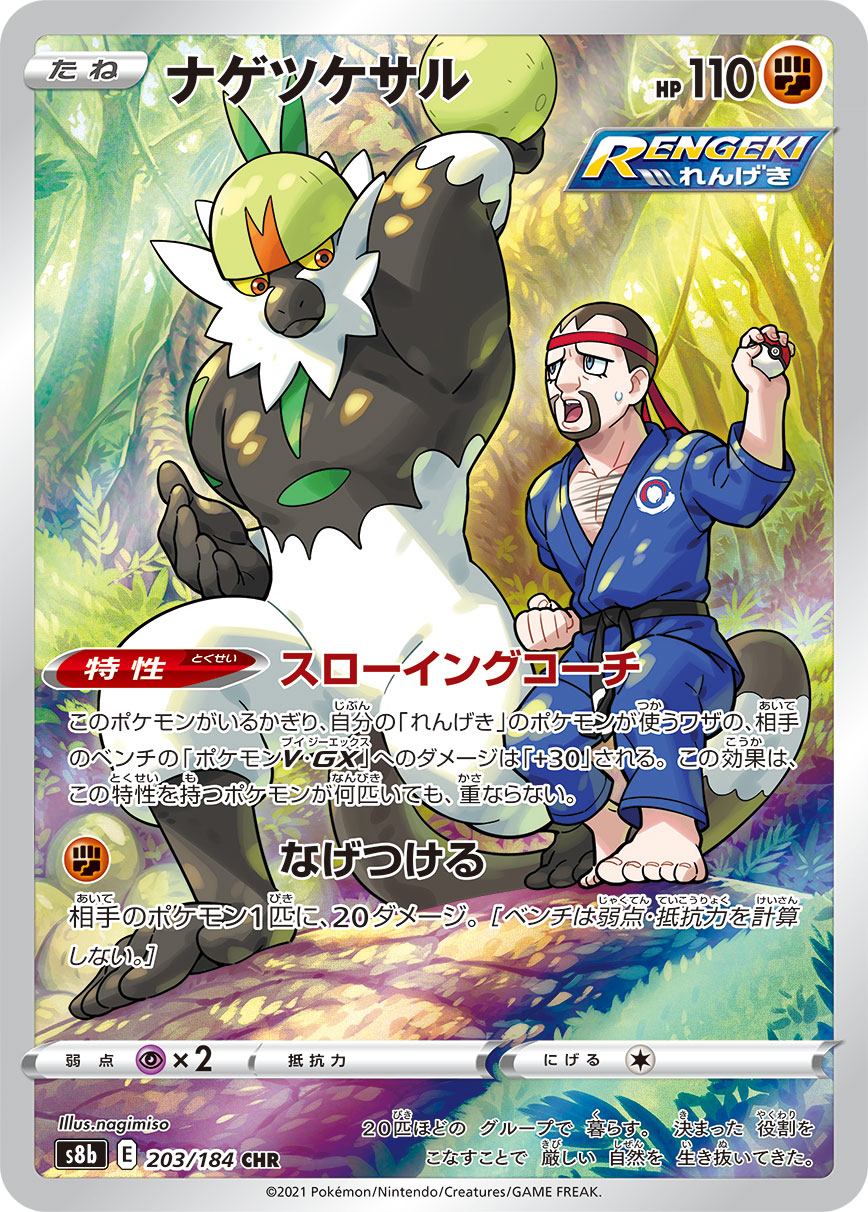 たね ナゲツケサル HP 110
RENGEKI
れんげき
特性 とくせい スローイングコーチ
このポケモンがいるかぎり、自分の「れんげき」のポケモンが使うワザの、相手
のベンチの「ポケモンV・GX」へのダメージは「+30」される。この効果は、
この特性を持つポケモンが何匹いても、重ならない。
なげつける
相手のポケモン1匹に、20ダメージ。[ベンチは弱点・抵抗力を計算
しない。]
弱点 ×2 抵抗力 にげる
Illus.nagimiso
20匹ほどの グループで 暮らす。 決まった 役割を
こなすことで 厳しい 自然を 生き抜いてきた。
s8b E 203/184 CHR
©2021 Pokémon/Nintendo/Creatures/GAME FREAK.